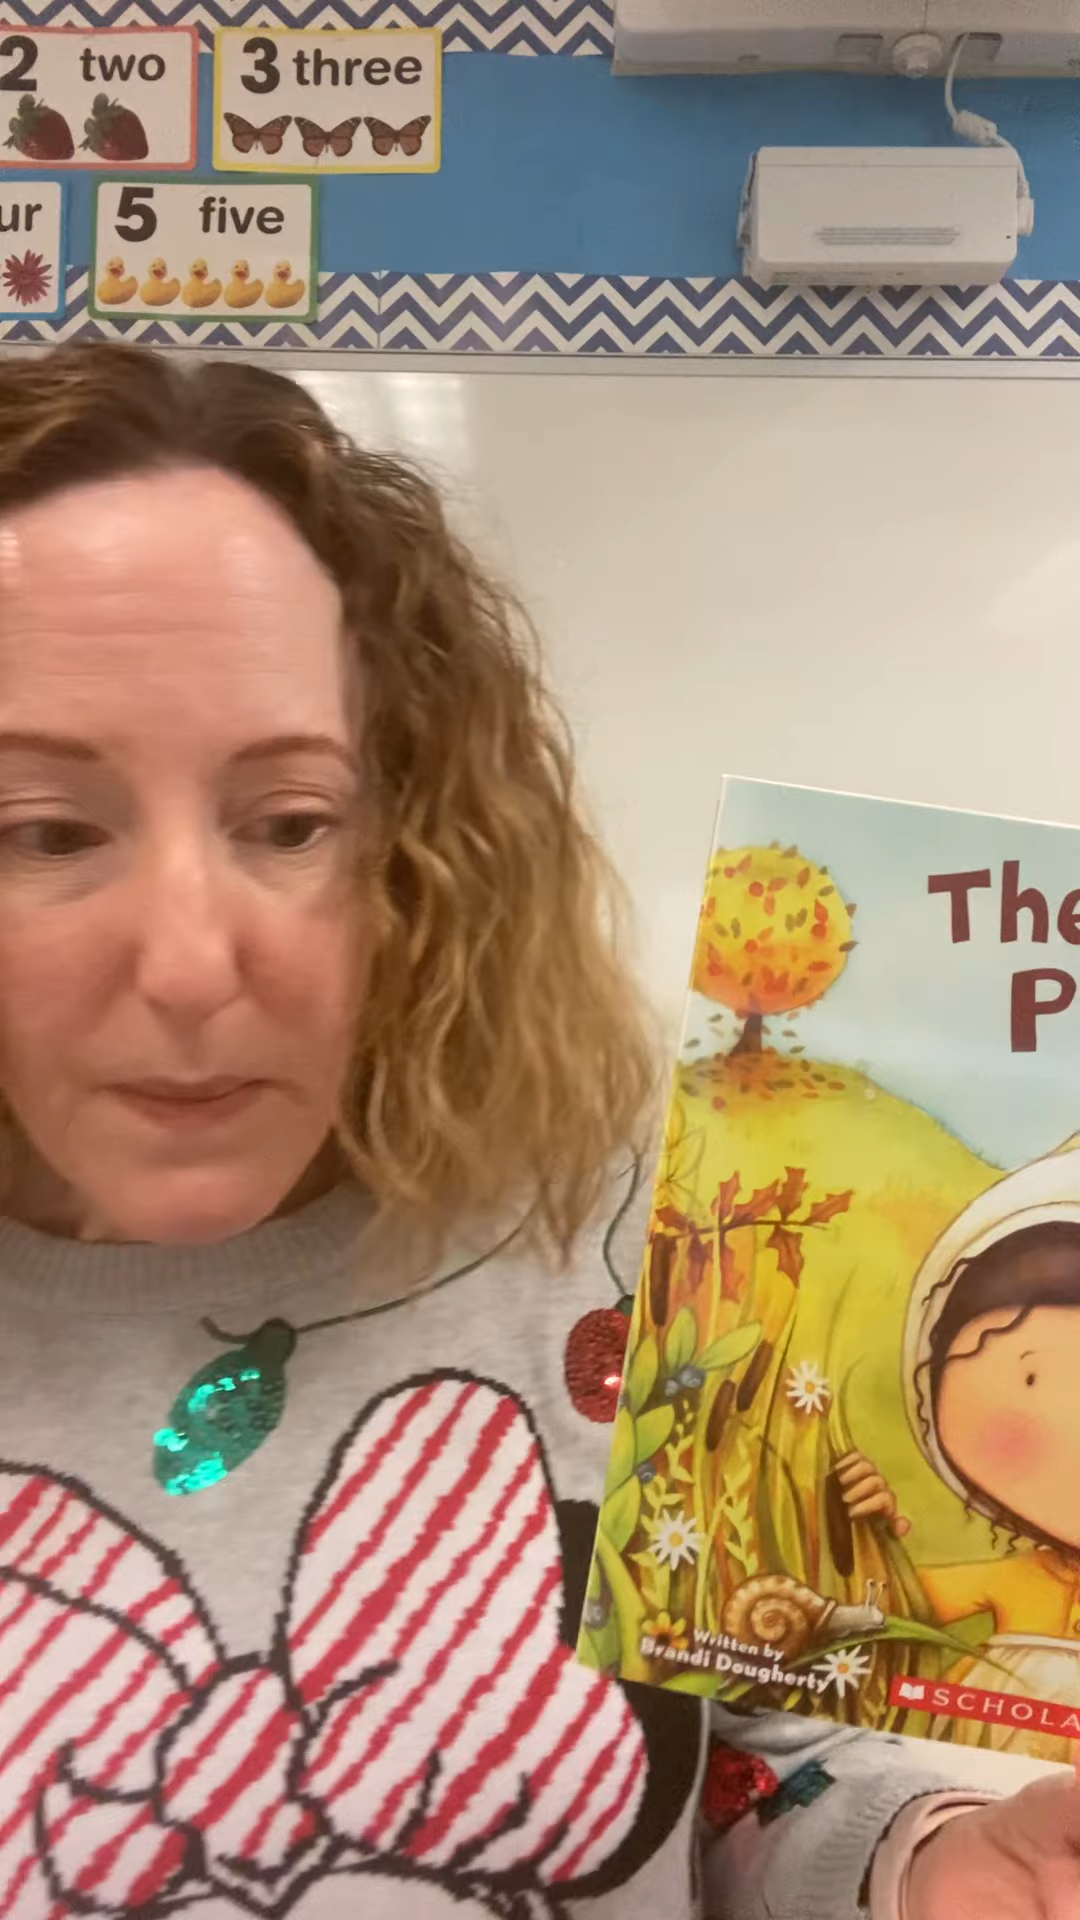 2 two
3 three
ur
5 five
The
P
Written by
Brandi Dougherty
SCHOLA